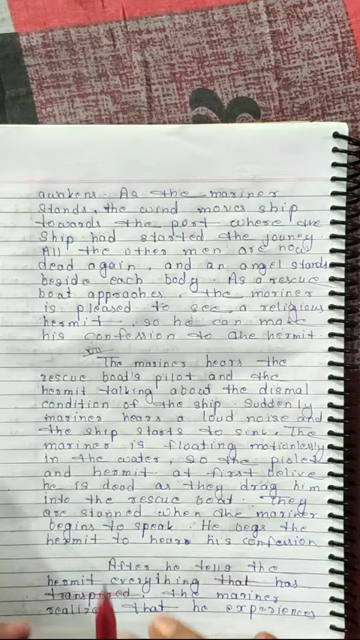 awakens. As the mariner
stands, the wind moves ship
towards the port where the
ship had started the jouney
All the other men are now
dead again, and an angel stands
beside each body. As a rescue
boat approaches, the mariner
is pleased to see a religious
hermit, so he can make
his confession to the hermit
VII
The mariner hears the
rescue boat's pilot and the
hermit talking about the dismal
condition of the ship. Suddenly
mariner hears a loud noise and
the ship starts to sink. The
mariner is floating motionlessly
in the water, so the
and hermit at first
he is dead as they drag him
into the rescue boat. They
are stanned when the mariner
begins to speak. He begs the
hermit to hear his confession
After he tells the
hermit everything that has
the mariner
that he experiences